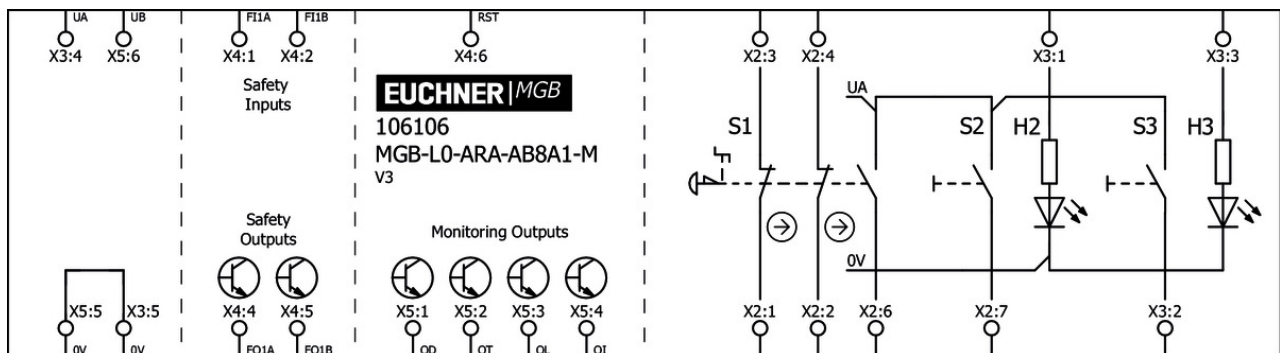 UA UB FI1A FI1B RST
X3:4 X5:6 X4:1 X4:2 X4:6 X2:3 X2:4 X3:1 X3:3
Safety
Inputs
EUCHNER MGB
106106
MGB-L0-ARA-AB8A1-M
V3
UA
S1 S2 H2 S3 H3
Safety
Outputs
Monitoring Outputs
0V
X5:5 X3:5 X4:4 X4:5 X5:1 X5:2 X5:3 X5:4 X2:1 X2:2 X2:6 X2:7 X3:2
0V 0V FO1A FO1B OD OT OL OI